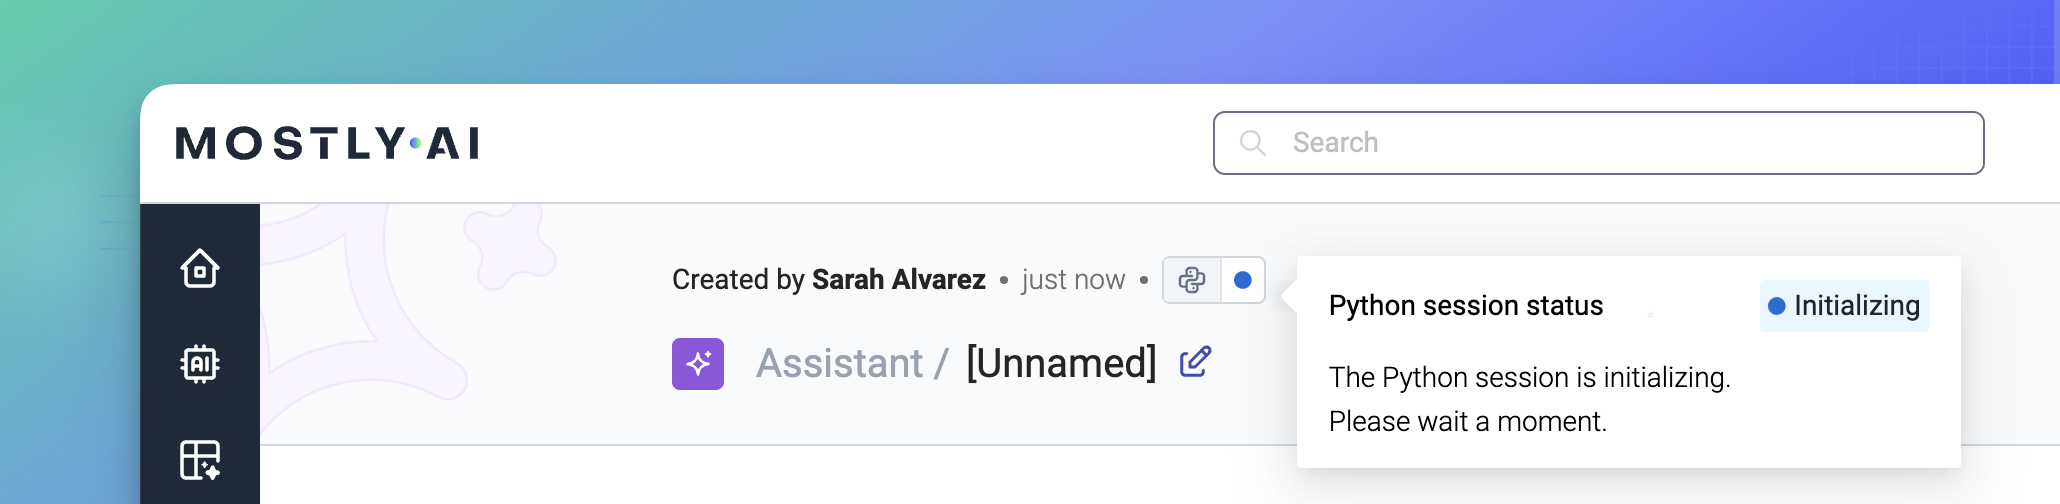 MOSTLY•AI
Search
Created by Sarah Alvarez • just now •
Python session status
Initializing
AI
Assistant / [Unnamed]
The Python session is initializing.
Please wait a moment.